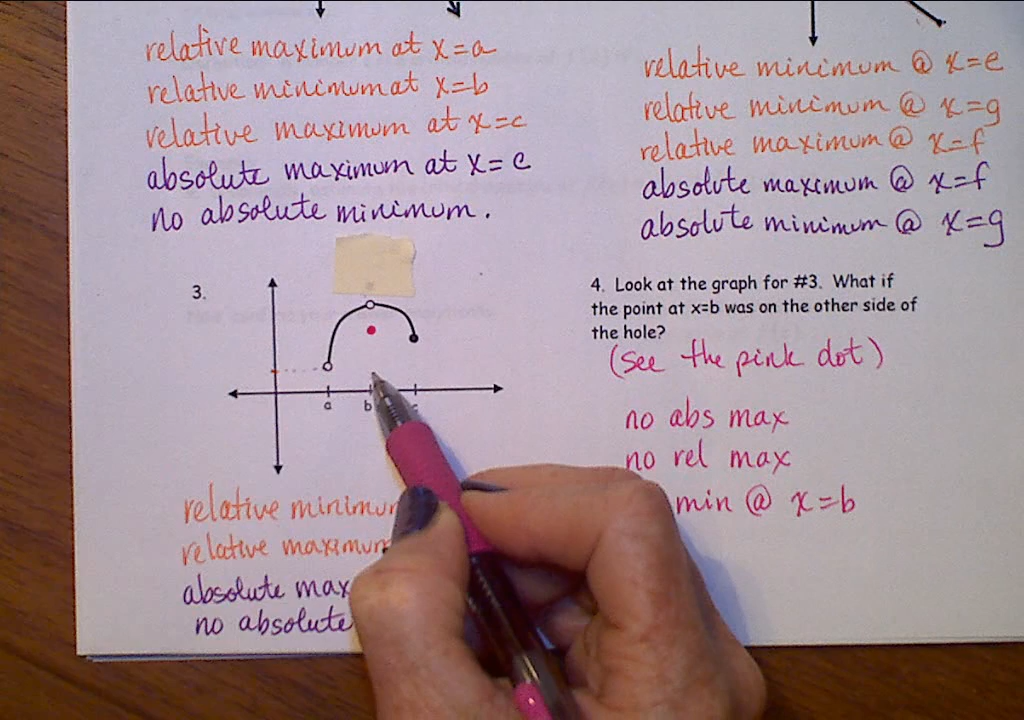 relative maximum at x=a
relative minimum at x=b
relative maximum at x=c
absolute maximum at x=c
no absolute minimum.
relative minimum @ x=e
relative minimum @ x=g
relative maximum @ x=f
absolute maximum @ x=f
absolute minimum @ x=g
3.
a b c
relative minimum
relative maximum
absolute max
no absolute
4. Look at the graph for #3. What if
the point at x=b was on the other side of
the hole?
(see the pink dot)
no abs max
no rel max
min @ x=b